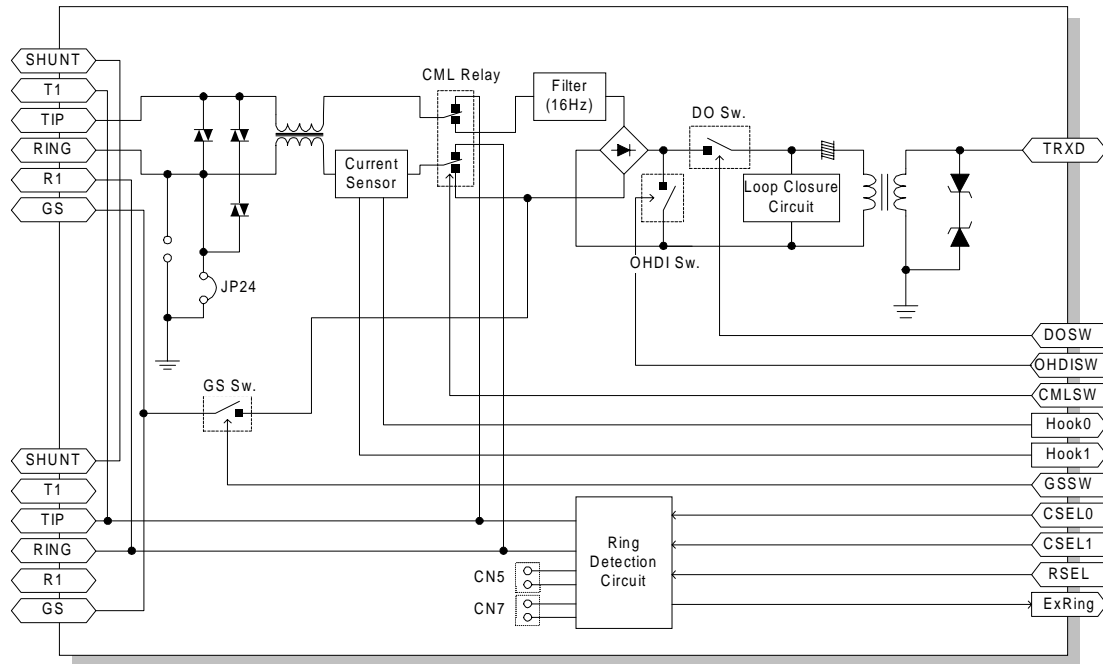 SHUNT
T1
TIP
RING
R1
GS
CML Relay
Filter
(16Hz)
DO Sw.
TRXD
Current
Sensor
Loop Closure
Circuit
OHDI Sw.
JP24
DOSW
OHDISW
GS Sw.
CMLSW
Hook0
Hook1
SHUNT
T1
TIP
RING
R1
GS
GSSW
CSEL0
CSEL1
RSEL
ExRing
Ring
Detection
Circuit
CN5
CN7